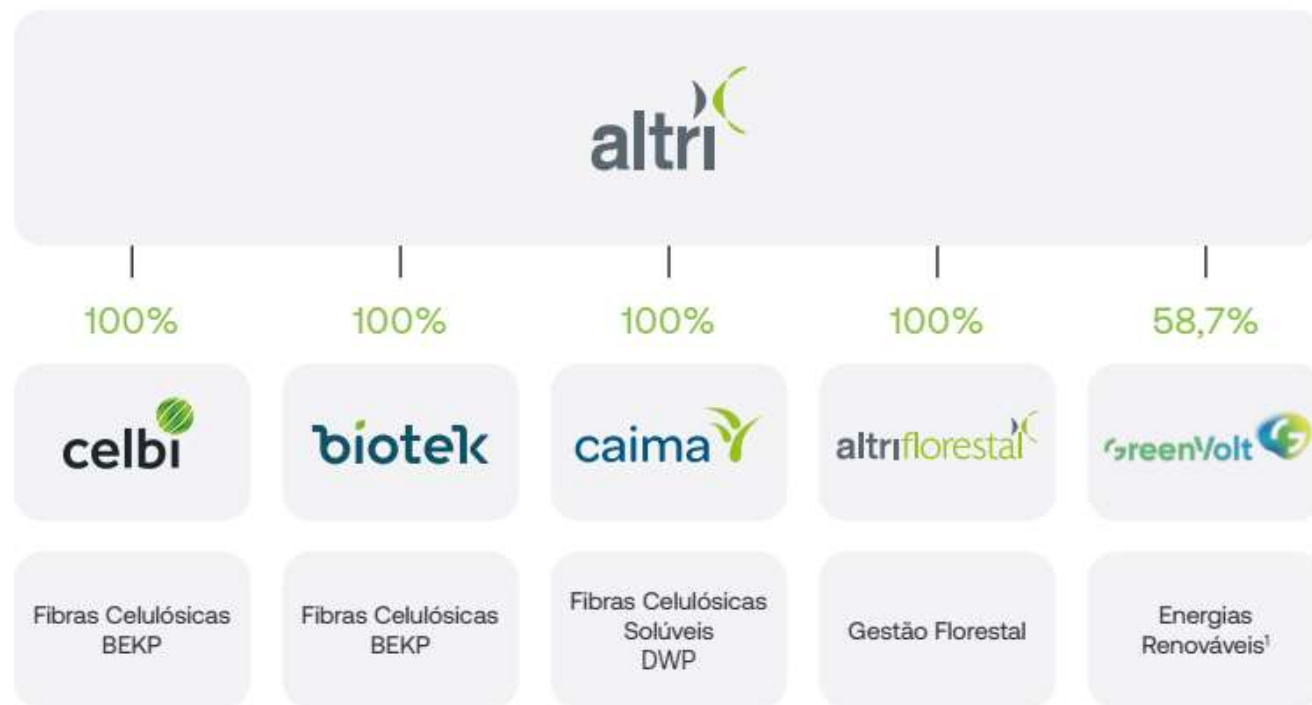 altri
100%
100%
100%
100%
58,7%
celbi
biotek
caima
altriflorestal
GreenVolt
Fibras Celulósicas
BEKP
Fibras Celulósicas
BEKP
Fibras Celulósicas
Solúveis
DWP
Gestão Florestal
Energias
Renováveis¹